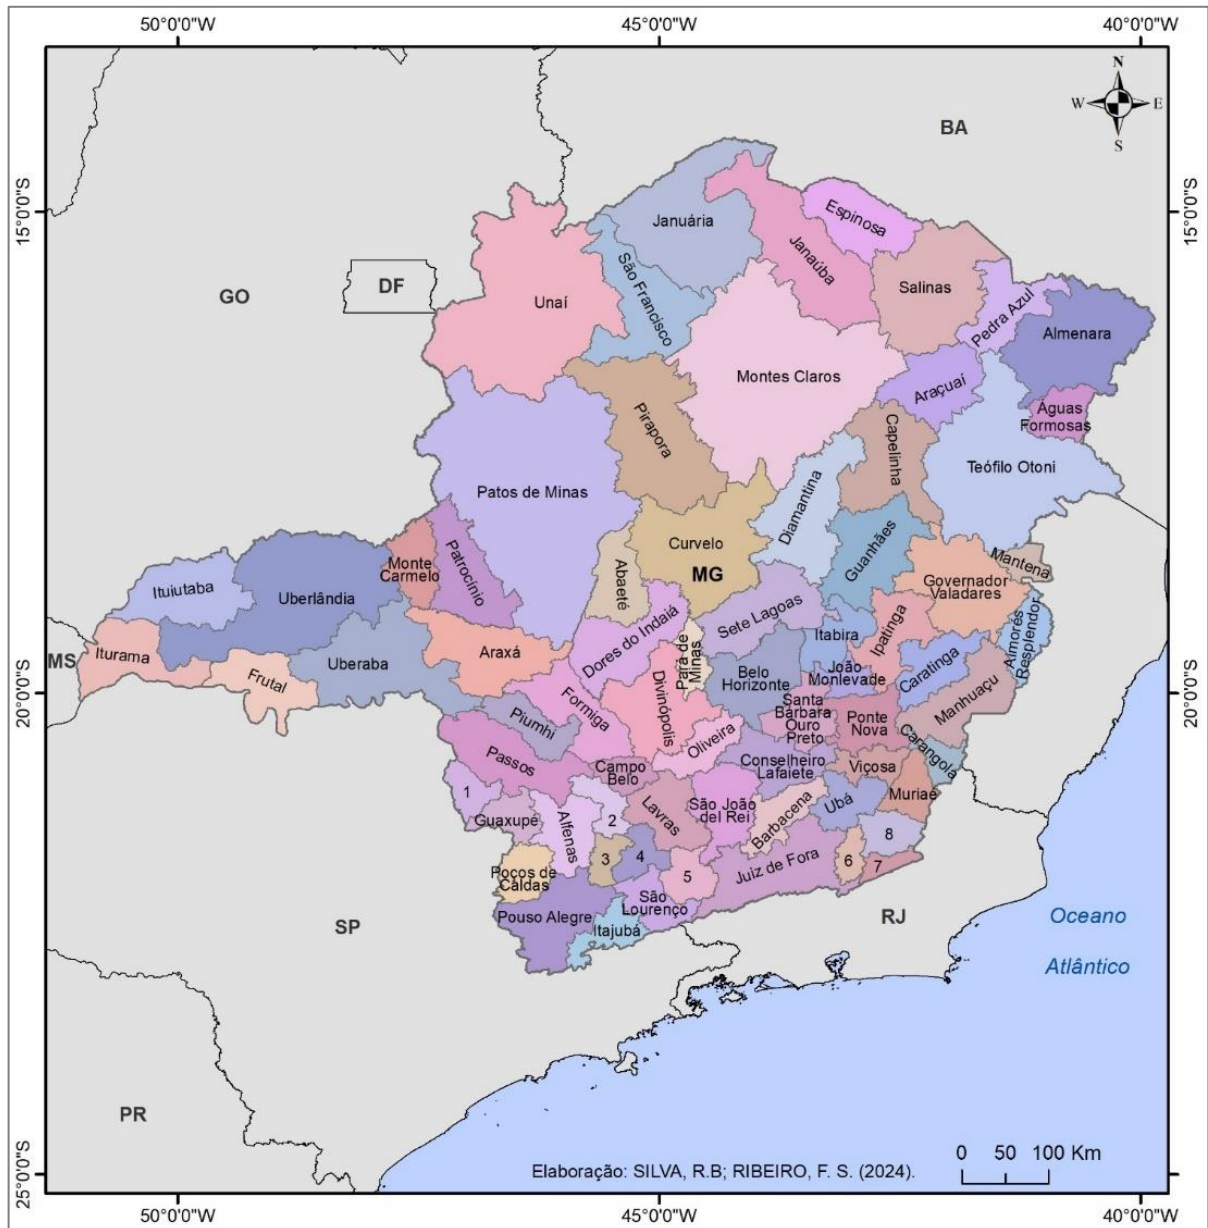 50°0'0"W
45°0'0"W
40°0'0"W
N
W
E
S
BA
15°0'0"S
15°0'0"S
Januária
Espinosa
Janaúba
São Francisco
DF
GO
Unaí
Salinas
Pedra Azul
Almenara
Montes Claros
Araçuaí
Águas
Formosas
Pirapora
Capelinha
Teófilo Otoni
Patos de Minas
Diamantina
Curvelo
MG
Guanhães
Mantena
Monte
Carmelo
Patrocínio
Abaeté
Governador
Valadares
Ituiutaba
Uberlândia
Sete Lagoas
Dores do Indaiá
Pará de
Minas
Itabira
Ipatinga
Aimorés
Resplendor
MS
Iturama
Uberaba
Araxá
Belo
Horizonte
João
Monlevade
Caratinga
Frutal
20°0'0"S
20°0'0"S
Manhuaçu
Formiga
Divinópolis
Santa
Bárbara
Ouro
Preto
Ponte
Nova
Piumhi
Oliveira
Carangola
Passos
Campo
Belo
Conselheiro
Lafaiete
Viçosa
1
Muriaé
Guaxupé
Alfenas
2
Lavras
São João
del Rei
Barbacena
Ubá
8
3
4
Juiz de Fora
6
7
Poços de
Caldas
5
São
Lourenço
Pouso Alegre
Itajubá
SP
RJ
Oceano
Atlântico
PR
0 50 100 Km
Elaboração: SILVA, R.B; RIBEIRO, F. S. (2024).
25°0'0"S
25°0'0"S
50°0'0"W
45°0'0"W
40°0'0"W